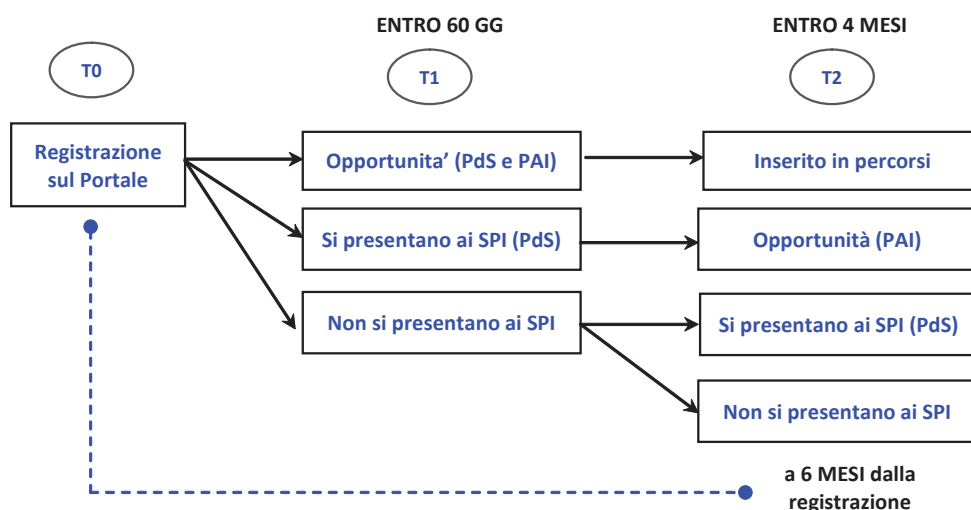 ENTRO 60 GG
ENTRO 4 MESI
T0
T1
T2
Registrazione
sul Portale
Opportunita’ (PdS e PAI)
Inserito in percorsi
Si presentano ai SPI (PdS)
Opportunità (PAI)
Non si presentano ai SPI
Si presentano ai SPI (PdS)
Non si presentano ai SPI
a 6 MESI dalla
registrazione